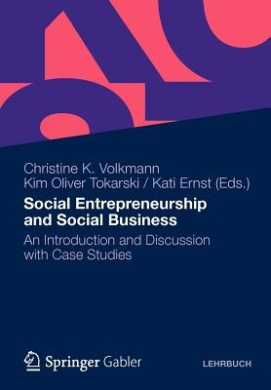 Christine K. Volkmann
Kim Oliver Tokarski / Kati Ernst (Eds.)
Social Entrepreneurship
and Social Business
An Introduction and Discussion
with Case Studies
Springer Gabler
LEHRBUCH